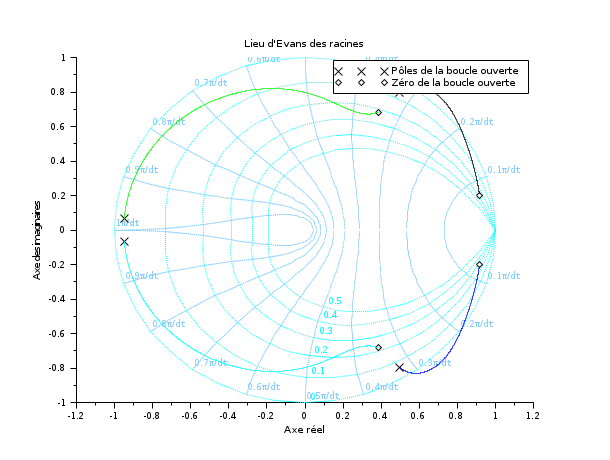 Lieu d'Evans des racines
Pôles de la boucle ouverte
Zéro de la boucle ouverte
1
0.8
0.6
0.4
0.2
0
-0.2
-0.4
-0.6
-0.8
-1
Axe des imaginaires
0.6π/dt
0.7π/dt
0.8π/dt
0.9π/dt
1π/dt
0.9π/dt
0.8π/dt
0.7π/dt
0.6π/dt
0.5π/dt
0.4π/dt
0.3π/dt
0.2π/dt
0.1π/dt
0.1π/dt
0.2π/dt
0.4π/dt
0.5
0.4
0.3
0.2
0.1
0
-1.2 -1 -0.8 -0.6 -0.4 -0.2 0 0.2 0.4 0.6 0.8 1 1.2
Axe réel